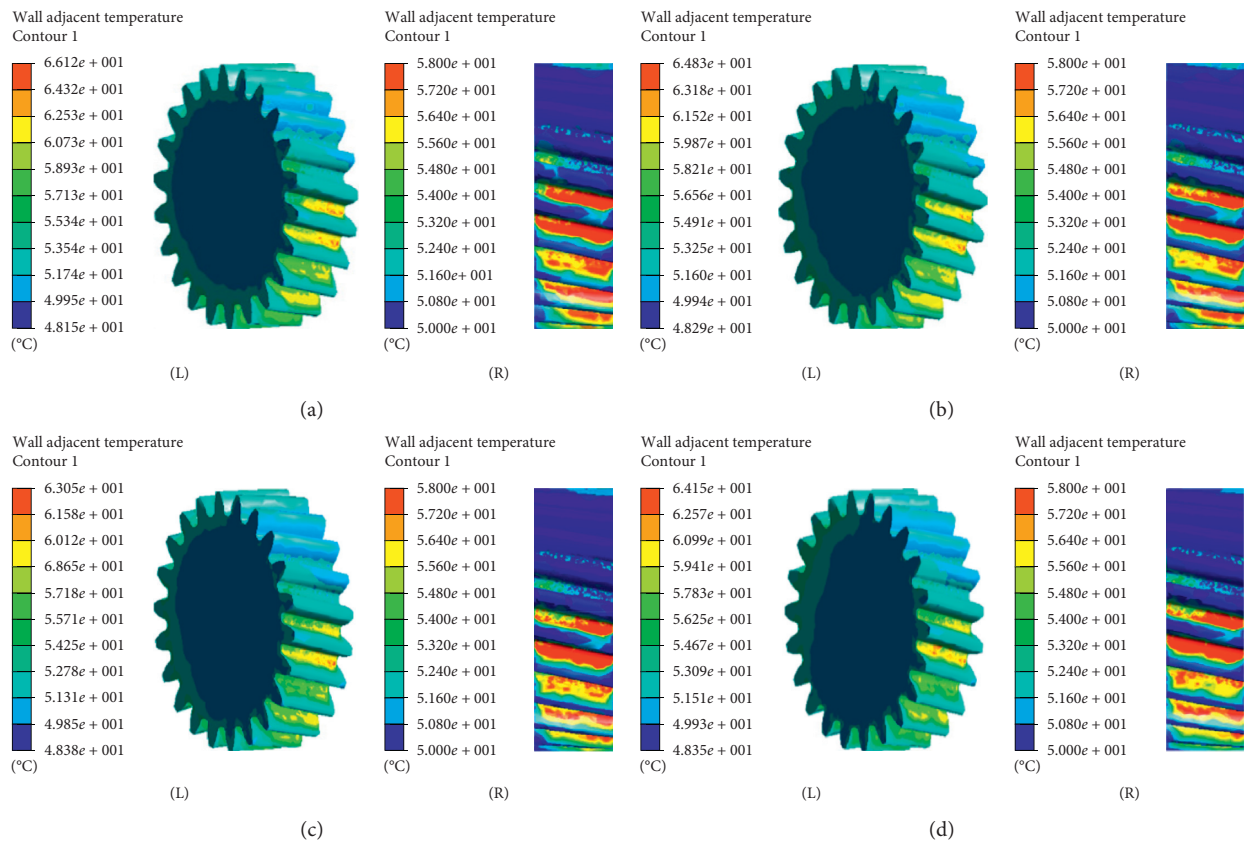 Wall adjacent temperature
Contour 1
6.612e + 001
6.432e + 001
6.253e + 001
6.073e + 001
5.893e + 001
5.713e + 001
5.534e + 001
5.354e + 001
5.174e + 001
4.995e + 001
4.815e + 001
(°C)
(L)
Wall adjacent temperature
Contour 1
5.800e + 001
5.720e + 001
5.640e + 001
5.560e + 001
5.480e + 001
5.400e + 001
5.320e + 001
5.240e + 001
5.160e+ 001
5.080e + 001
5.000e + 001
(°C)
(R)
(a)
Wall adjacent temperature
Contour 1
6.483e + 001
6.318e + 001
6.152e + 001
5.987e + 001
5.821e + 001
5.656e + 001
5.491e + 001
5.325e + 001
5.160e + 001
4.994e + 001
4.829e + 001
(°C)
(L)
Wall adjacent temperature
Contour 1
5.800e + 001
5.720e + 001
5.640e + 001
5.560e + 001
5.480e + 001
5.400e + 001
5.320e + 001
5.240e + 001
5.160e + 001
5.080e + 001
5.000e + 001
(°C)
(R)
(b)
Wall adjacent temperature
Contour 1
6.305e + 001
6.158e + 001
6.012e + 001
6.865e + 001
5.718e + 001
5.571e + 001
5.425e + 001
5.278e + 001
5.131e + 001
4.985e + 001
4.838e + 001
(°C)
(L)
Wall adjacent temperature
Contour 1
5.800e + 001
5.720e + 001
5.640e + 001
5.560e + 001
5.480e + 001
5.400e + 001
5.320e + 001
5.240e + 001
5.160e + 001
5.080e + 001
5.000e + 001
(°C)
(R)
(c)
Wall adjacent temperature
Contour 1
6.415e + 001
6.257e + 001
6.099e + 001
5.941e + 001
5.783e + 001
5.625e + 001
5.467e + 001
5.309e + 001
5.151e + 001
4.993e + 001
4.835e + 001
(°C)
(L)
Wall adjacent temperature
Contour 1
5.800e + 001
5.720e + 001
5.640e + 001
5.560e + 001
5.480e + 001
5.400e + 001
5.320e + 001
5.240e + 001
5.160e + 001
5.080e + 001
5.000e + 001
(°C)
(R)
(d)